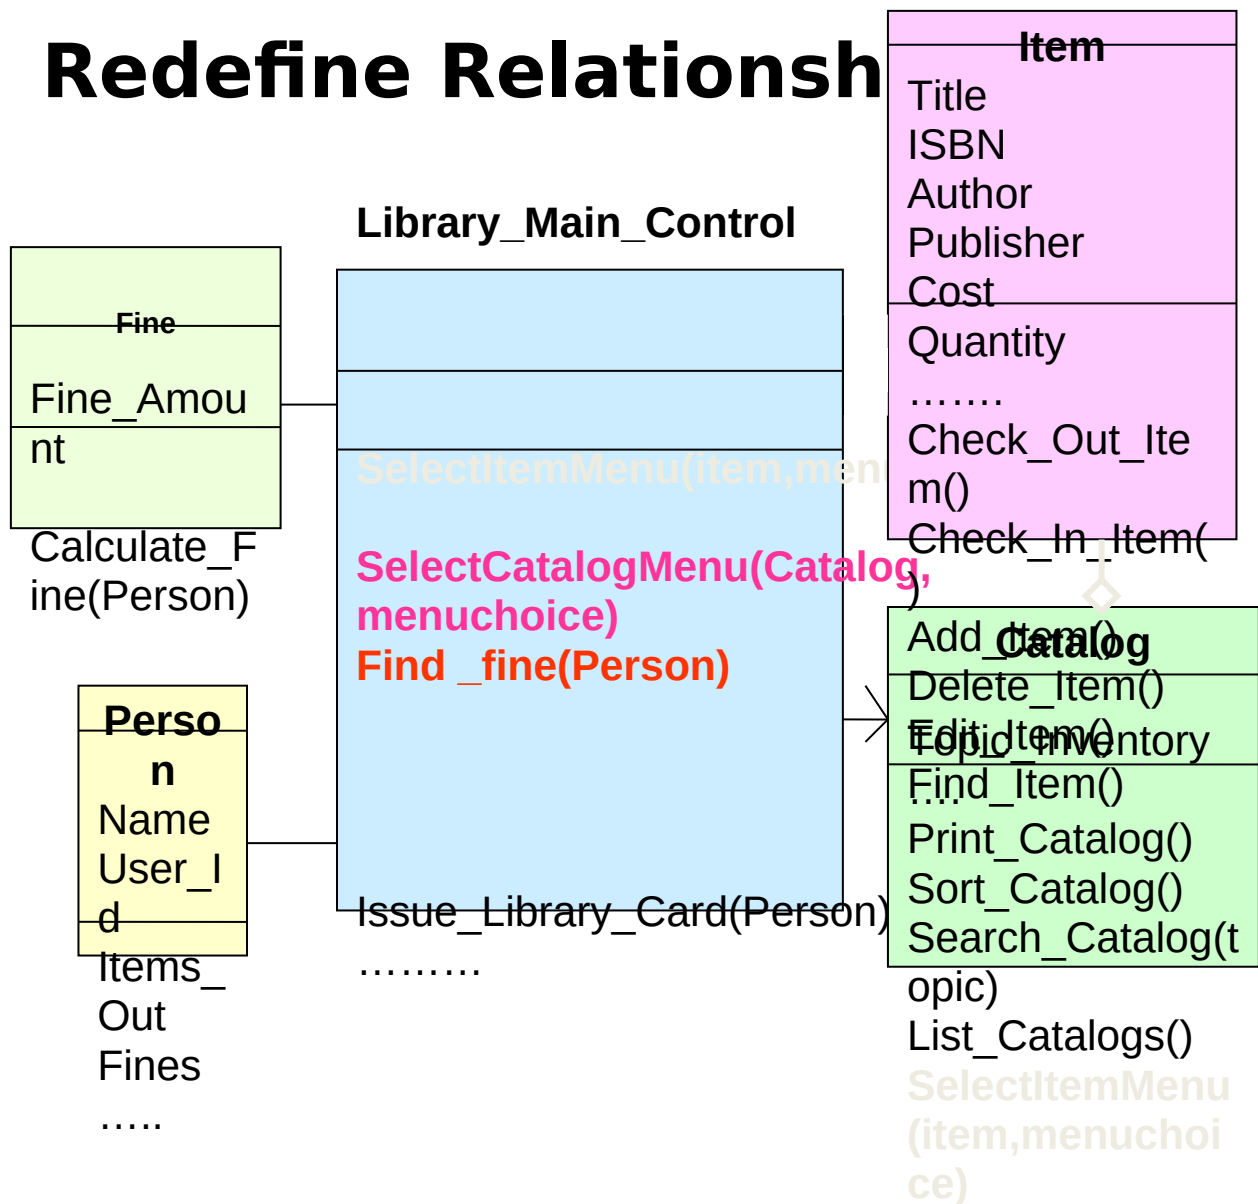 Redefine Relationsh
Item
Title
ISBN
Author
Publisher
Cost
Quantity
…….
Check_Out_Ite
m()
Check_In_Item(
)
Add_Item()
Delete_Item()
Edit_Item()
Find_Item()
Library_Main_Control
SelectItemMenu(item,menu
SelectCatalogMenu(Catalog,
menuchoice)
Find _fine(Person)
Issue_Library_Card(Person)
………
Fine
Fine_Amou
nt
Calculate_F
ine(Person)
Perso
n
Name
User_I
d
Items_
Out
Fines
…..
Catalog
Topic_Inventory
….
Print_Catalog()
Sort_Catalog()
Search_Catalog(t
opic)
List_Catalogs()
SelectItemMenu
(item,menuchoi
ce)